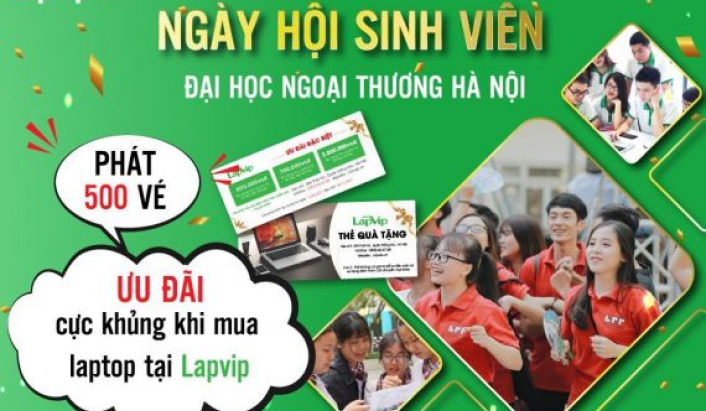 NGÀY HỘI SINH VIÊN
ĐẠI HỌC NGOẠI THƯƠNG HÀ NỘI
PHÁT
500 VÉ
ƯU ĐÃI ĐẶC BIỆT
LapVip
LapVip
THẺ QUÀ TẶNG
ƯU ĐÃI
cực khủng khi mua
laptop tại Lapvip